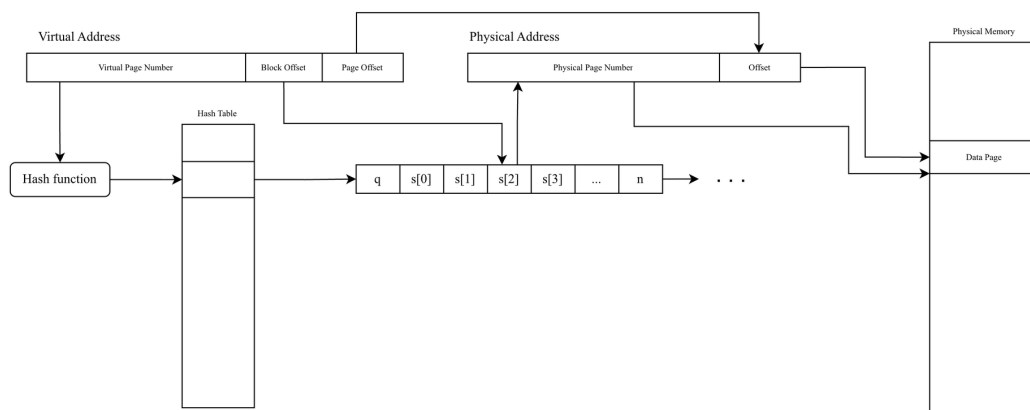 Virtual Address
Physical Address
Physical Memory
Virtual Page Number
Block Offset
Page Offset
Physical Page Number
Offset
Hash Table
Data Page
Hash function
q
s[0]
s[1]
s[2]
s[3]
...
n
. . .